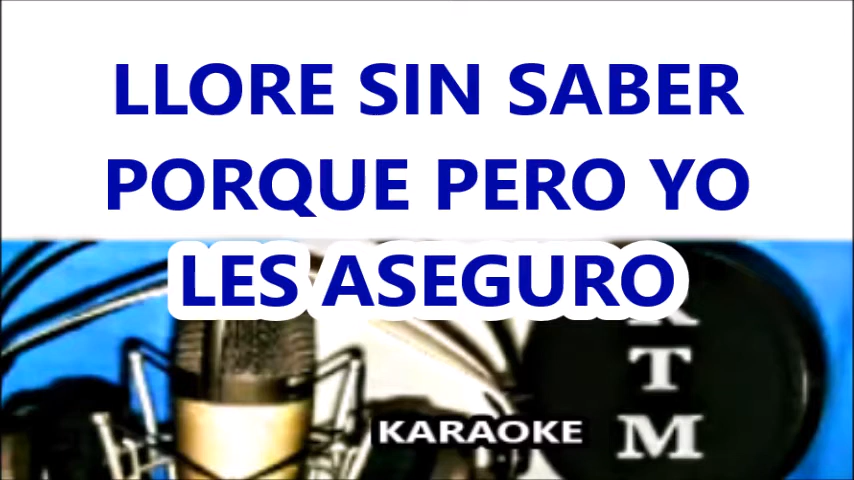 LLORE SIN SABER
PORQUE PERO YO
LES ASEGURO
T
KARAOKE
M